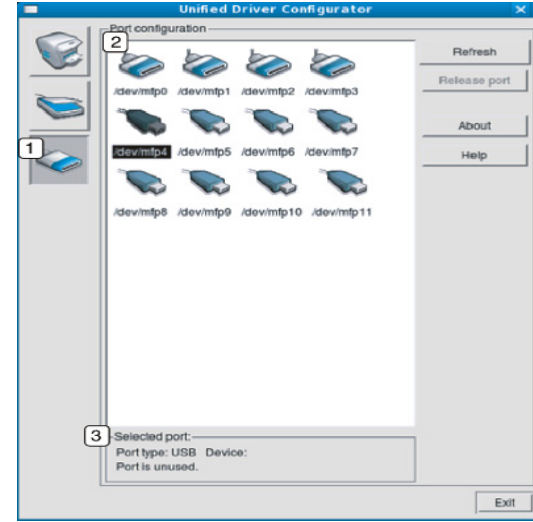 Unified Driver Configurator
Port configuration
2
Refresh
/dev/mfp0 /dev/mfp1 /dev/mfp2 /dev/mfp3
Release port
About
1
/dev/mfp4 /dev/mfp5 /dev/mfp6 /dev/mfp7
Help
/dev/mfp8 /dev/mfp9 /dev/mfp10 /dev/mfp11
3
Selected port:
Port type: USB Device:
Port is unused.
Exit